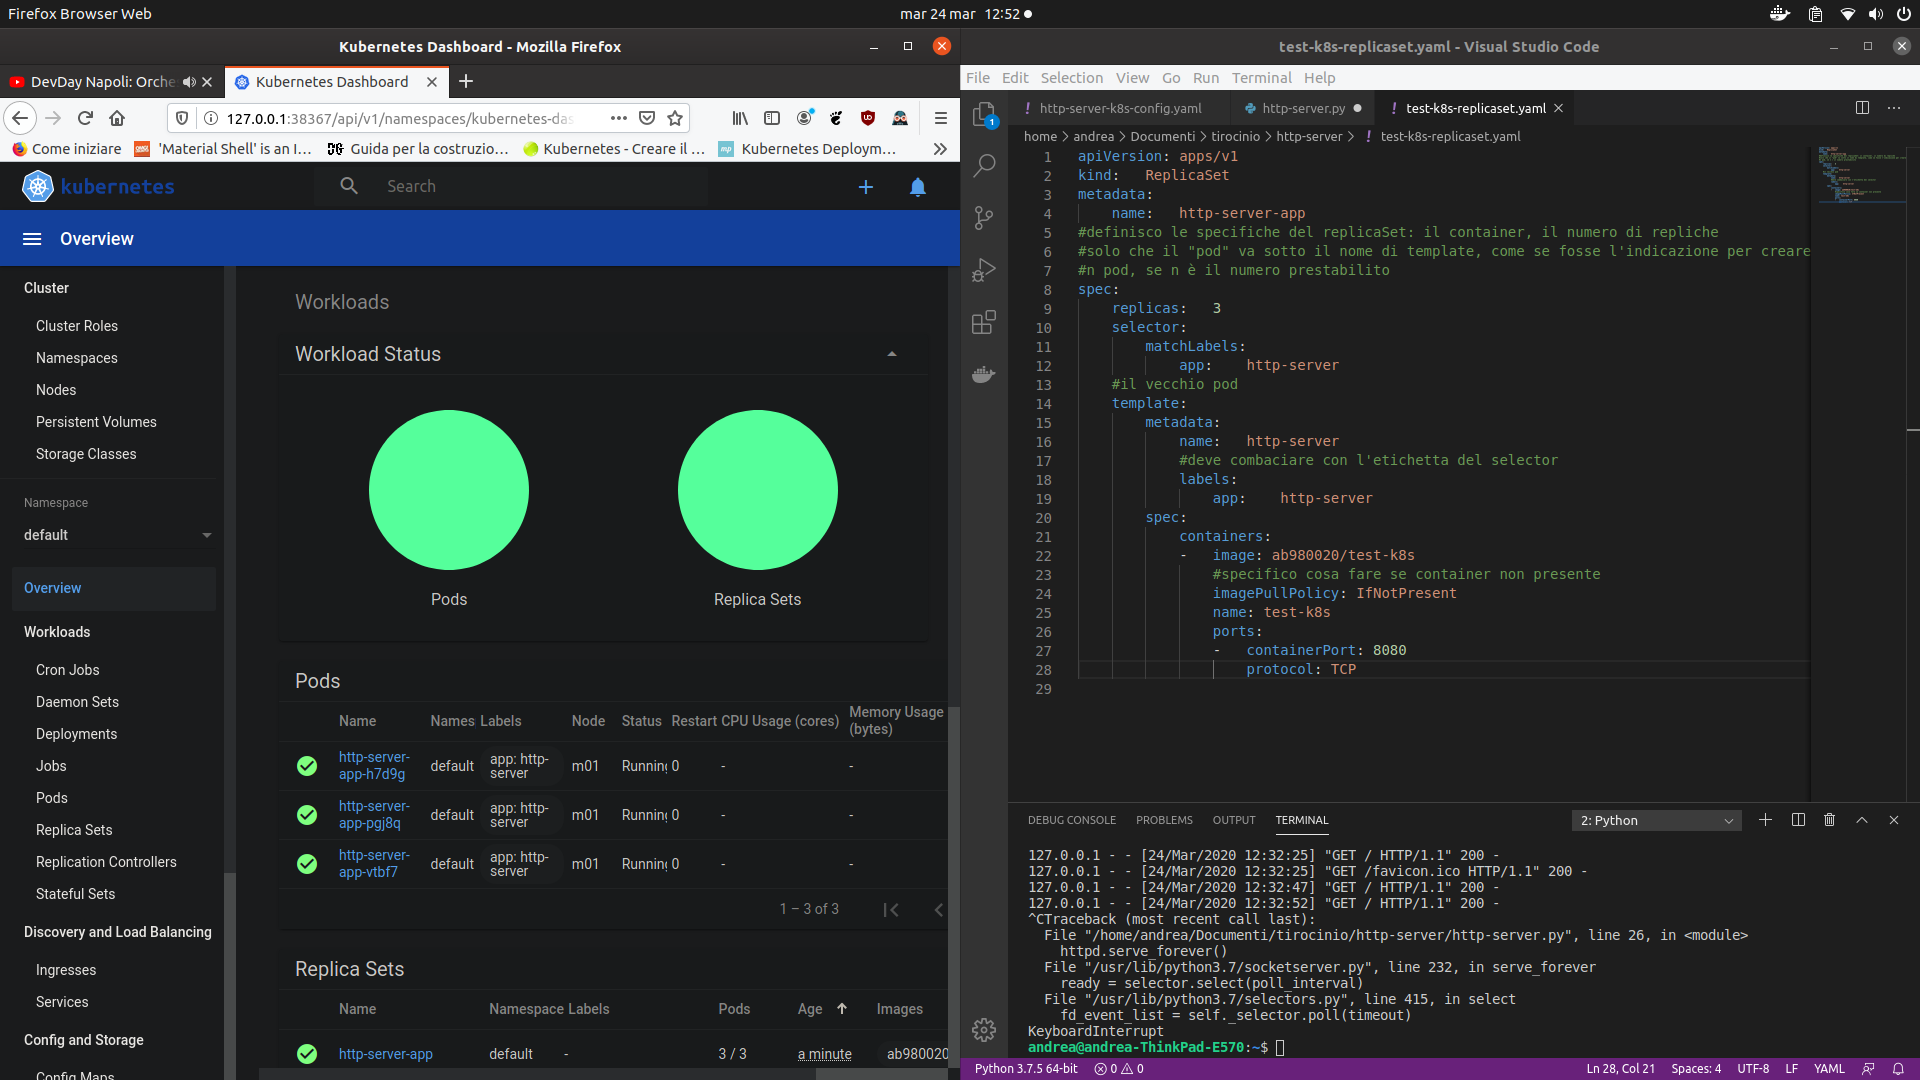 Firefox Browser Web
mar 24 mar 12:52
Kubernetes Dashboard - Mozilla Firefox
DevDay Napoli: Orche
Kubernetes Dashboard
127.0.0.1:38367/api/v1/namespaces/kubernetes-das
Come iniziare
'Material Shell' is an I…
Guida per la costruzio…
Kubernetes - Creare il …
Kubernetes Deploym…
kubernetes
Search
Overview
Cluster
Cluster Roles
Namespaces
Nodes
Persistent Volumes
Storage Classes
Namespace
default
Overview
Workloads
Cron Jobs
Daemon Sets
Deployments
Jobs
Pods
Replica Sets
Replication Controllers
Stateful Sets
Discovery and Load Balancing
Ingresses
Services
Config and Storage
Config Maps
Workloads
Workload Status
Pods
Replica Sets
Pods
Name Names Labels Node Status Restart CPU Usage (cores) Memory Usage (bytes)
http-server-app-h7d9g default app: http-server m01 Running 0 - -
http-server-app-pgj8q default app: http-server m01 Running 0 - -
http-server-app-vtbf7 default app: http-server m01 Running 0 - -
1 – 3 of 3
Replica Sets
Name Namespace Labels Pods Age Images
http-server-app default - 3 / 3 a minute ab980020
test-k8s-replicaset.yaml - Visual Studio Code
File Edit Selection View Go Run Terminal Help
1
! http-server-k8s-config.yaml
http-server.py
! test-k8s-replicaset.yaml
home > andrea > Documenti > tirocinio > http-server > ! test-k8s-replicaset.yaml
1 apiVersion: apps/v1
2 kind: ReplicaSet
3 metadata:
4 name: http-server-app
5 #definisco le specifiche del replicaSet: il container, il numero di repliche
6 #solo che il "pod" va sotto il nome di template, come se fosse l'indicazione per creare
7 #n pod, se n è il numero prestabilito
8 spec:
9 replicas: 3
10 selector:
11 matchLabels:
12 app: http-server
13 #il vecchio pod
14 template:
15 metadata:
16 name: http-server
17 #deve combaciare con l'etichetta del selector
18 labels:
19 app: http-server
20 spec:
21 containers:
22 - image: ab980020/test-k8s
23 #specifico cosa fare se container non presente
24 imagePullPolicy: IfNotPresent
25 name: test-k8s
26 ports:
27 - containerPort: 8080
28 protocol: TCP
29
DEBUG CONSOLE PROBLEMS OUTPUT TERMINAL
2: Python
127.0.0.1 - - [24/Mar/2020 12:32:25] "GET / HTTP/1.1" 200 -
127.0.0.1 - - [24/Mar/2020 12:32:25] "GET /favicon.ico HTTP/1.1" 200 -
127.0.0.1 - - [24/Mar/2020 12:32:47] "GET / HTTP/1.1" 200 -
127.0.0.1 - - [24/Mar/2020 12:32:52] "GET / HTTP/1.1" 200 -
^CTraceback (most recent call last):
File "/home/andrea/Documenti/tirocinio/http-server/http-server.py", line 26, in <module>
httpd.serve_forever()
File "/usr/lib/python3.7/socketserver.py", line 232, in serve_forever
ready = selector.select(poll_interval)
File "/usr/lib/python3.7/selectors.py", line 415, in select
fd_event_list = self._selector.poll(timeout)
KeyboardInterrupt
andrea@andrea-ThinkPad-E570:~$
Python 3.7.5 64-bit 0 0
Ln 28, Col 21 Spaces: 4 UTF-8 LF YAML